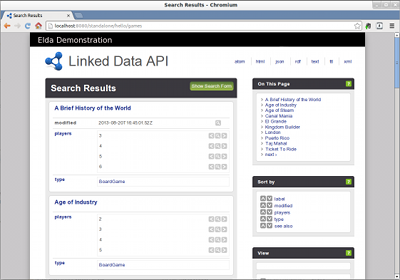 Search Results - Chromium
Search Results
localhost:8080/standalone/hello/games
Elda Demonstration
Linked Data API
atom html json rdf text ttl xml
Search Results
Show Search Form
A Brief History of the World
modified 2013-08-20T16:45:01.52Z
players
3
4
5
6
type BoardGame
Age of Industry
players
2
3
4
5
type BoardGame
On This Page
?
A Brief History of the World
Age of Industry
Age of Steam
Canal Mania
El Grande
Kingdom Builder
London
Puerto Rico
Taj Mahal
Ticket To Ride
next ›
Sort by
?
label
modified
players
type
see also
View
?